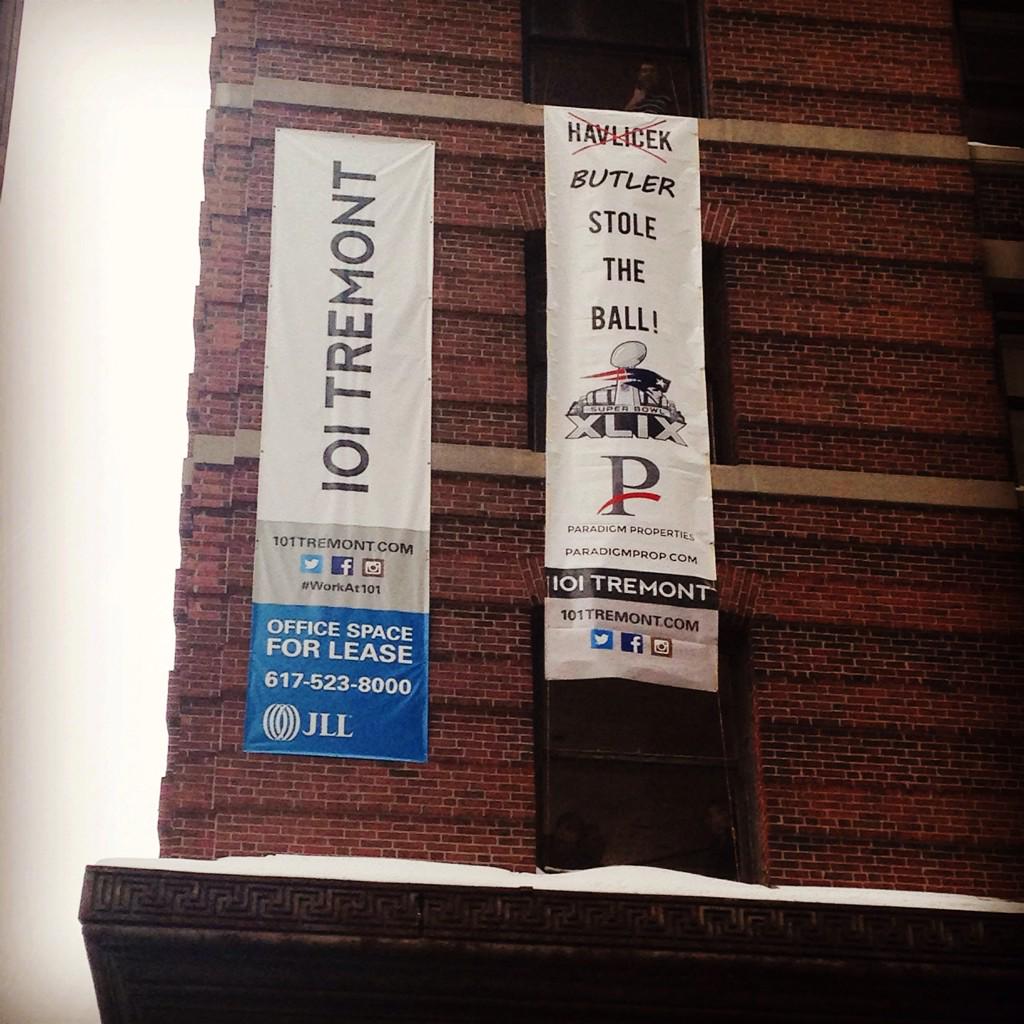 101 TREMONT
101TREMONT.COM
#WorkAt101
OFFICE SPACE
FOR LEASE
617-523-8000
JLL
HAVLICEK
BUTLER
STOLE
THE
BALL!
SUPER BOWL
XLIX
P
PARADIGM PROPERTIES
PARADIGMPROP.COM
101 TREMONT
101TREMONT.COM